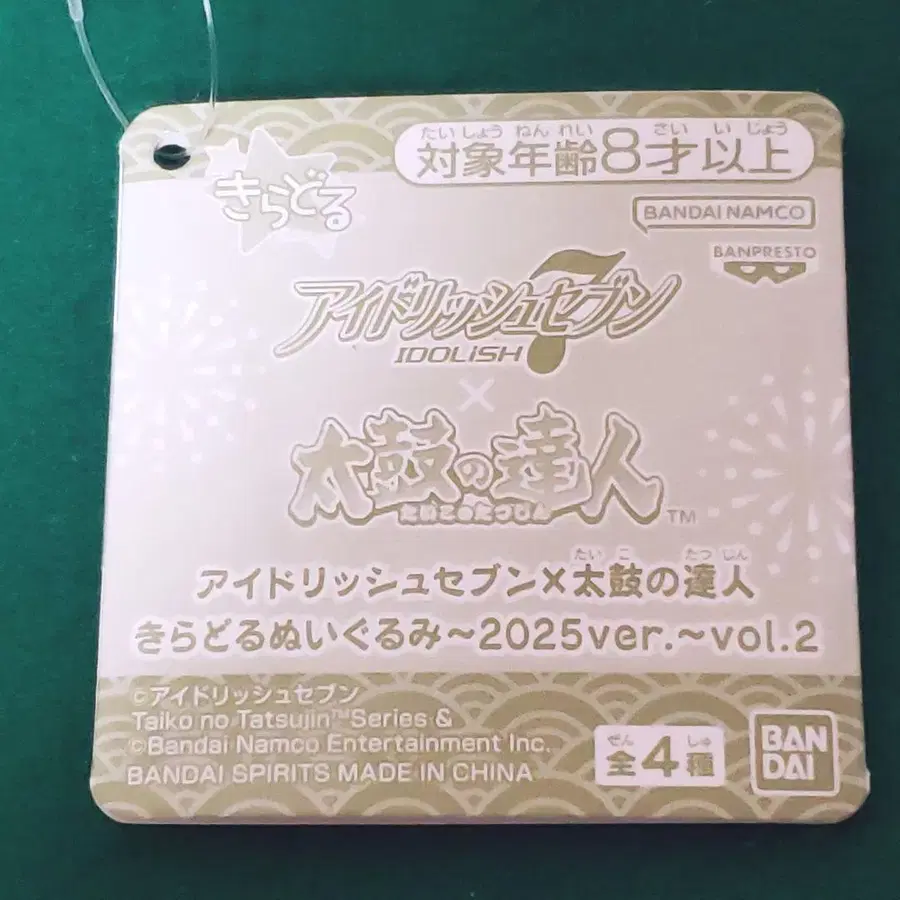 たいしょうねんれい さいいじょう
対象年齢8才以上
きらどる
BANDAI NAMCO
BANPRESTO
アイドリッシュセブン
IDOLiSH7
×
太鼓の達人
たいこのたつじん TM
たいこ たつじん
アイドリッシュセブン×太鼓の達人
きらどるぬいぐるみ~2025ver.~vol.2
©アイドリッシュセブン
Taiko no Tatsujin™Series &
©Bandai Namco Entertainment Inc.
BANDAI SPIRITS MADE IN CHINA
ぜん しゅ
全4種
BAN
DAI